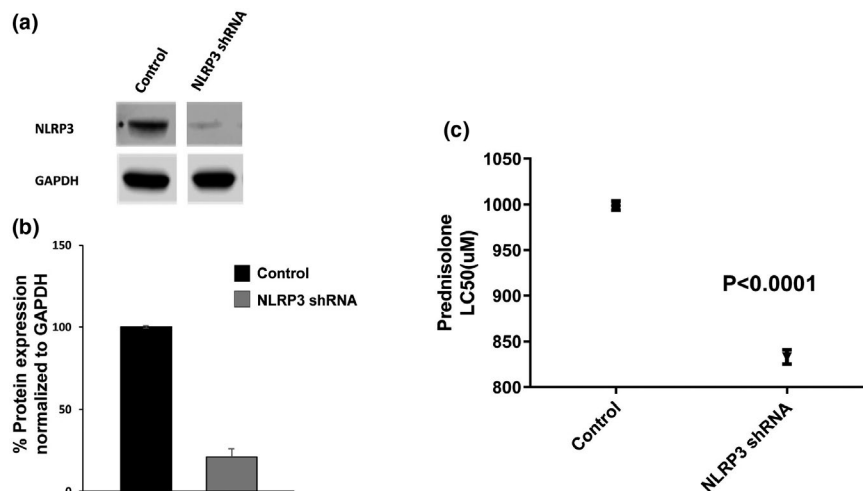 (a)
Control
NLRP3 shRNA
NLRP3
GAPDH
(b)
150
100
50
0
% Protein expression
normalized to GAPDH
Control
NLRP3 shRNA
(c)
1050
1000
950
900
850
800
Prednisolone
LC50(uM)
P<0.0001
Control
NLRP3 shRNA